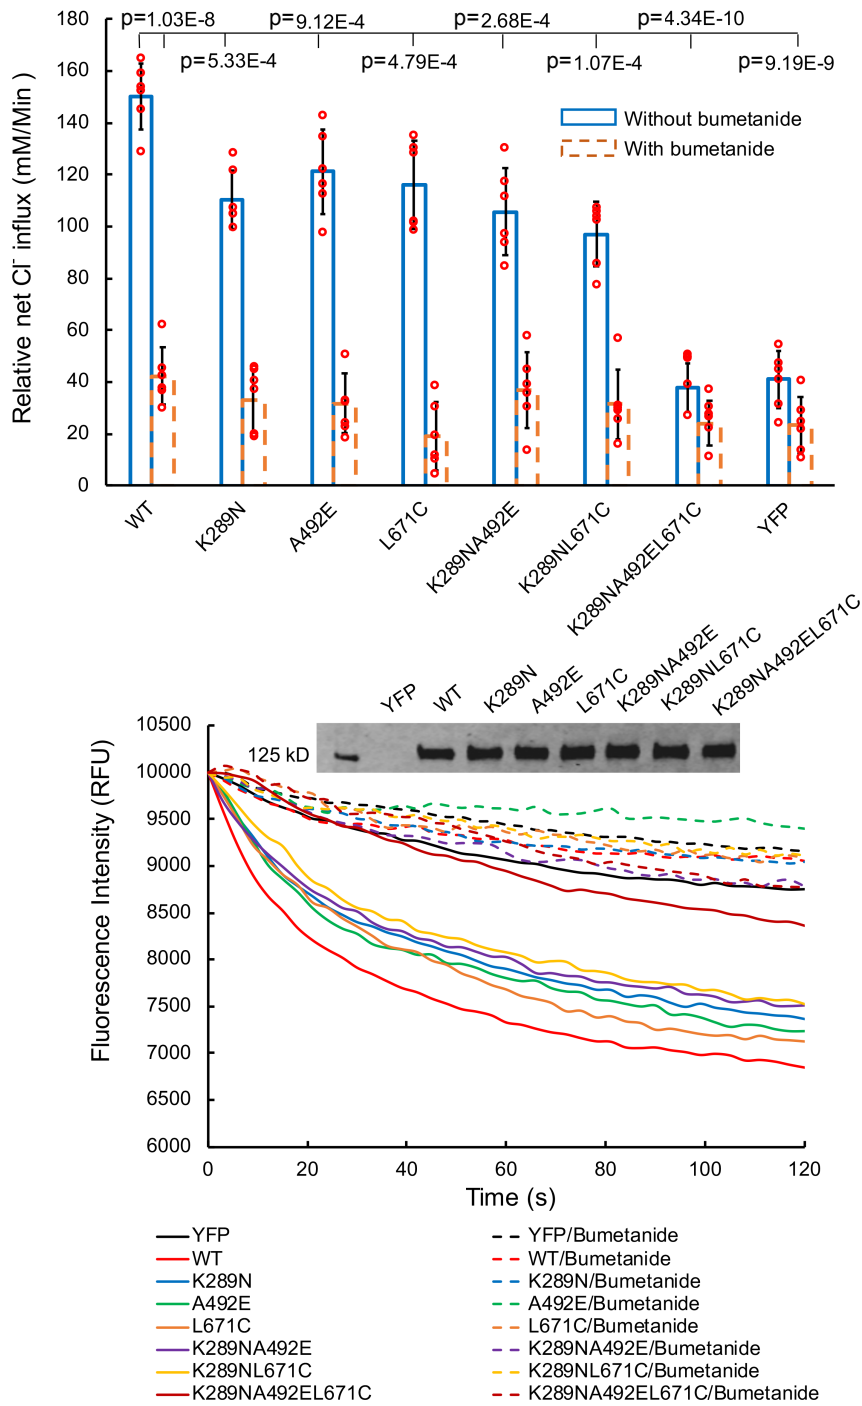 180
160
140
120
100
80
60
40
20
0
Relative net Cl⁻ influx (mM/Min )
p=1.03E-8
p=9.12E-4
p=2.68E-4
p=4.34E-10
p=5.33E-4
p=4.79E-4
p=1.07E-4
p=9.19E-9
Without bumetanide
With bumetanide
WT
K289N
A492E
L671C
K289NA492E
K289NL671C
K289NA492EL671C
YFP
YFP
WT
K289N
A492E
L671C
K289NA492E
K289NL671C
K289NA492EL671C
125 kD
10500
10000
9500
9000
8500
8000
7500
7000
6500
6000
Fluorescence Intensity (RFU)
0 20 40 60 80 100 120
Time (s)
YFP
WT
K289N
A492E
L671C
K289NA492E
K289NL671C
K289NA492EL671C
YFP/Bumetanide
WT/Bumetanide
K289N/Bumetanide
A492E/Bumetanide
L671C/Bumetanide
K289NA492E/Bumetanide
K289NL671C/Bumetanide
K289NA492EL671C/Bumetanide